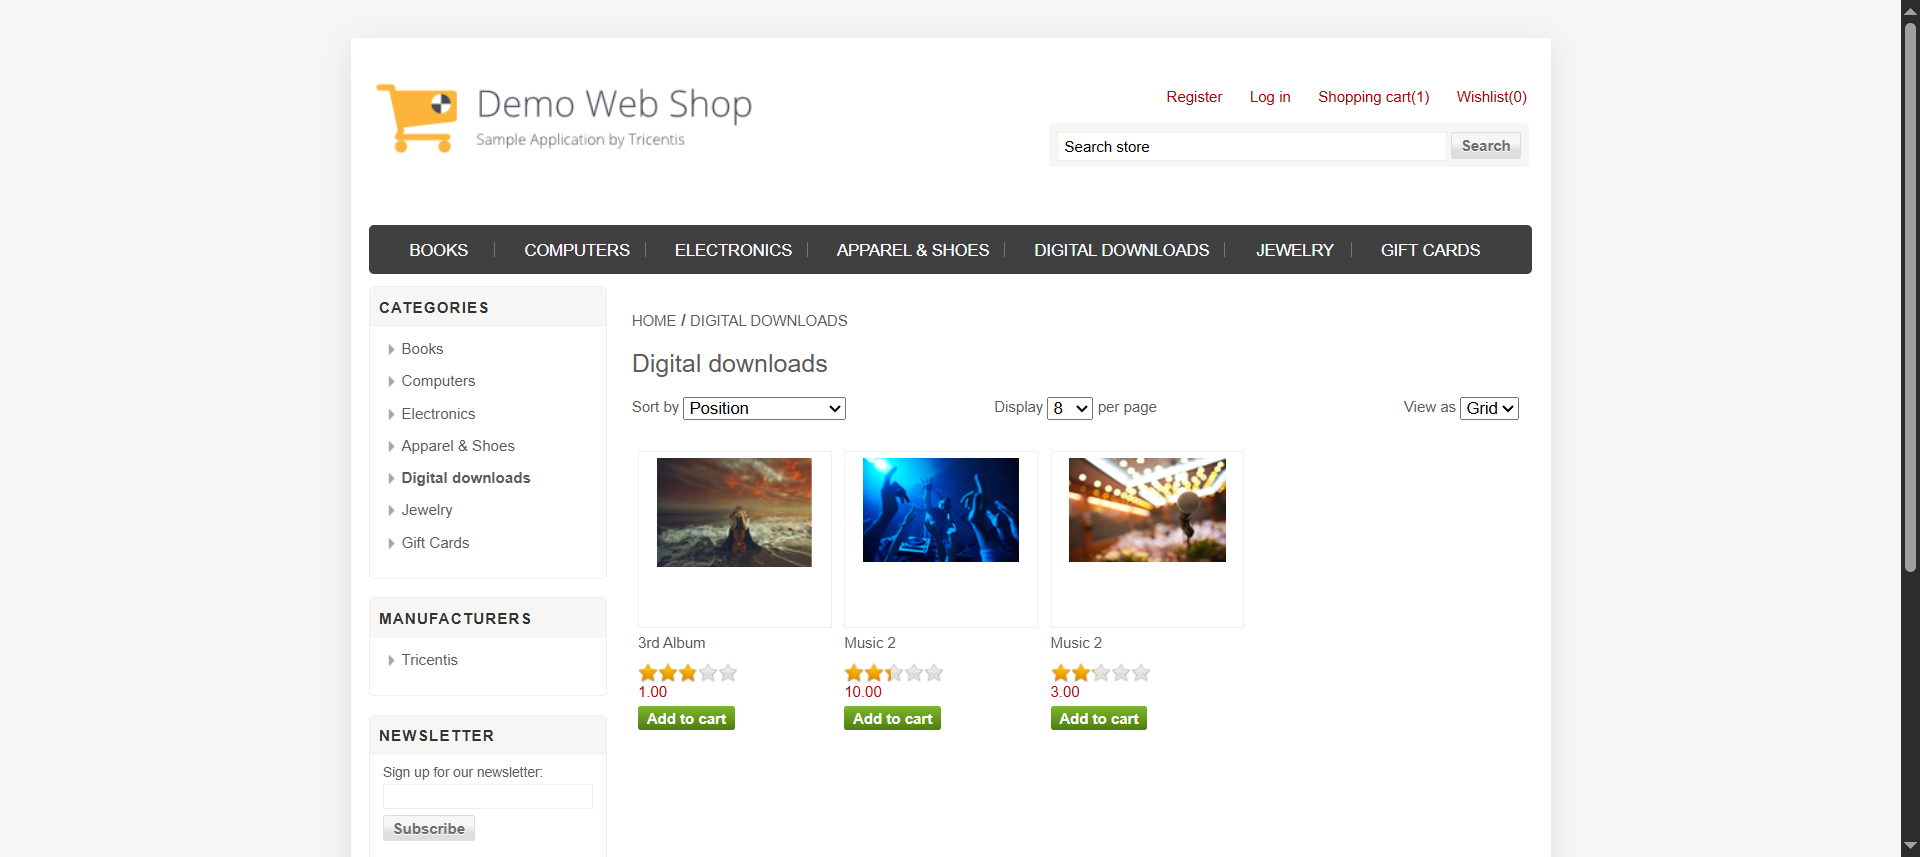 Demo Web Shop
Sample Application by Tricentis
Register Log in Shopping cart(1) Wishlist(0)
Search store Search
BOOKS COMPUTERS ELECTRONICS APPAREL & SHOES DIGITAL DOWNLOADS JEWELRY GIFT CARDS
CATEGORIES
Books
Computers
Electronics
Apparel & Shoes
Digital downloads
Jewelry
Gift Cards
MANUFACTURERS
Tricentis
NEWSLETTER
Sign up for our newsletter:
Subscribe
HOME / DIGITAL DOWNLOADS
Digital downloads
Sort by Position Display 8 per page View as Grid
3rd Album Music 2 Music 2
1.00 10.00 3.00
Add to cart Add to cart Add to cart